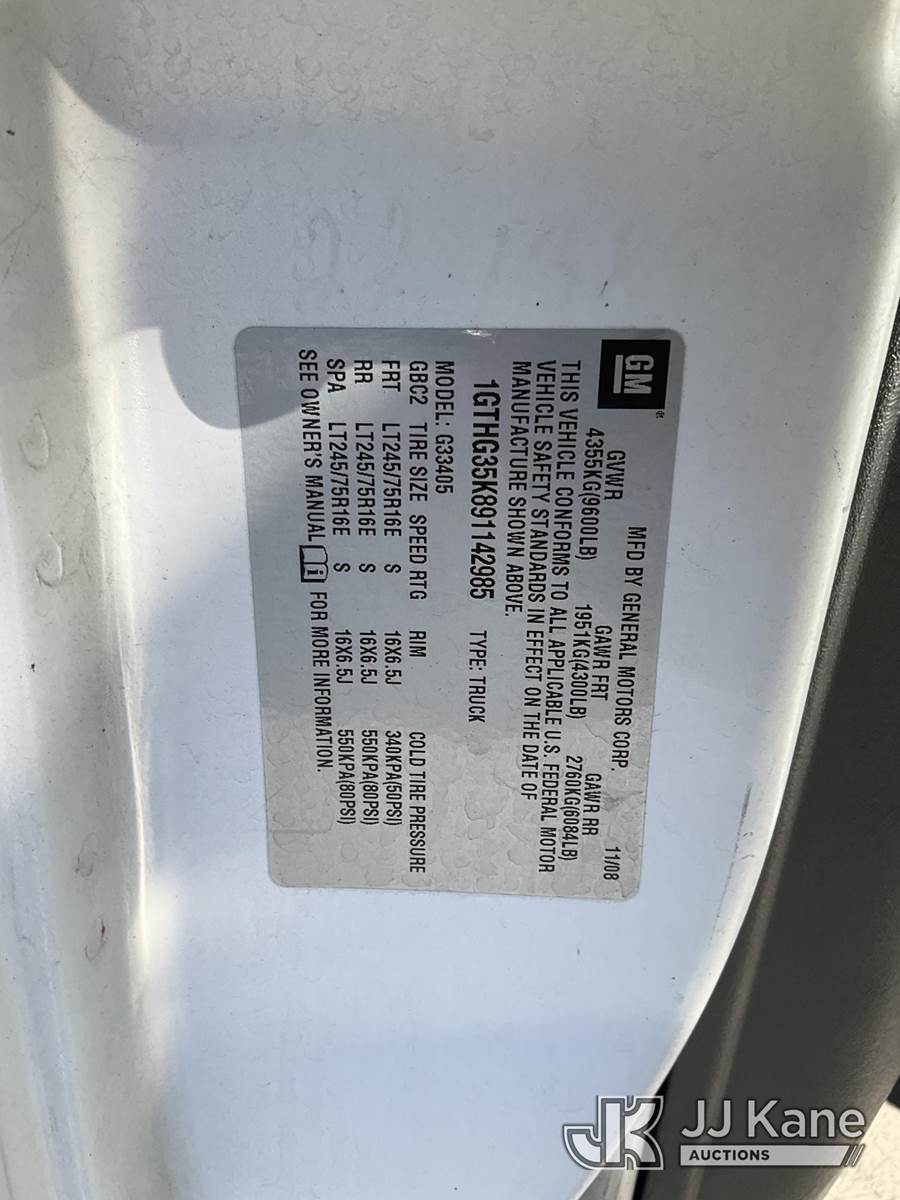 GM
MFD BY GENERAL MOTORS CORP. 11/08
GVWR GAWR FRT GAWR RR
4355KG(9600LB) 1951KG(4300LB) 2760KG(6084LB)
THIS VEHICLE CONFORMS TO ALL APPLICABLE U.S. FEDERAL MOTOR
VEHICLE SAFETY STANDARDS IN EFFECT ON THE DATE OF
MANUFACTURE SHOWN ABOVE.
1GTHG35K891142985 TYPE: TRUCK
MODEL: G33405
GBC2 TIRE SIZE SPEED RTG RIM COLD TIRE PRESSURE
FRT LT245/75R16E S 16X6.5J 340KPA(50PSI)
RR LT245/75R16E S 16X6.5J 550KPA(80PSI)
SPA LT245/75R16E S 16X6.5J 550KPA(80PSI)
SEE OWNER'S MANUAL FOR MORE INFORMATION.
JK JJ Kane
AUCTIONS